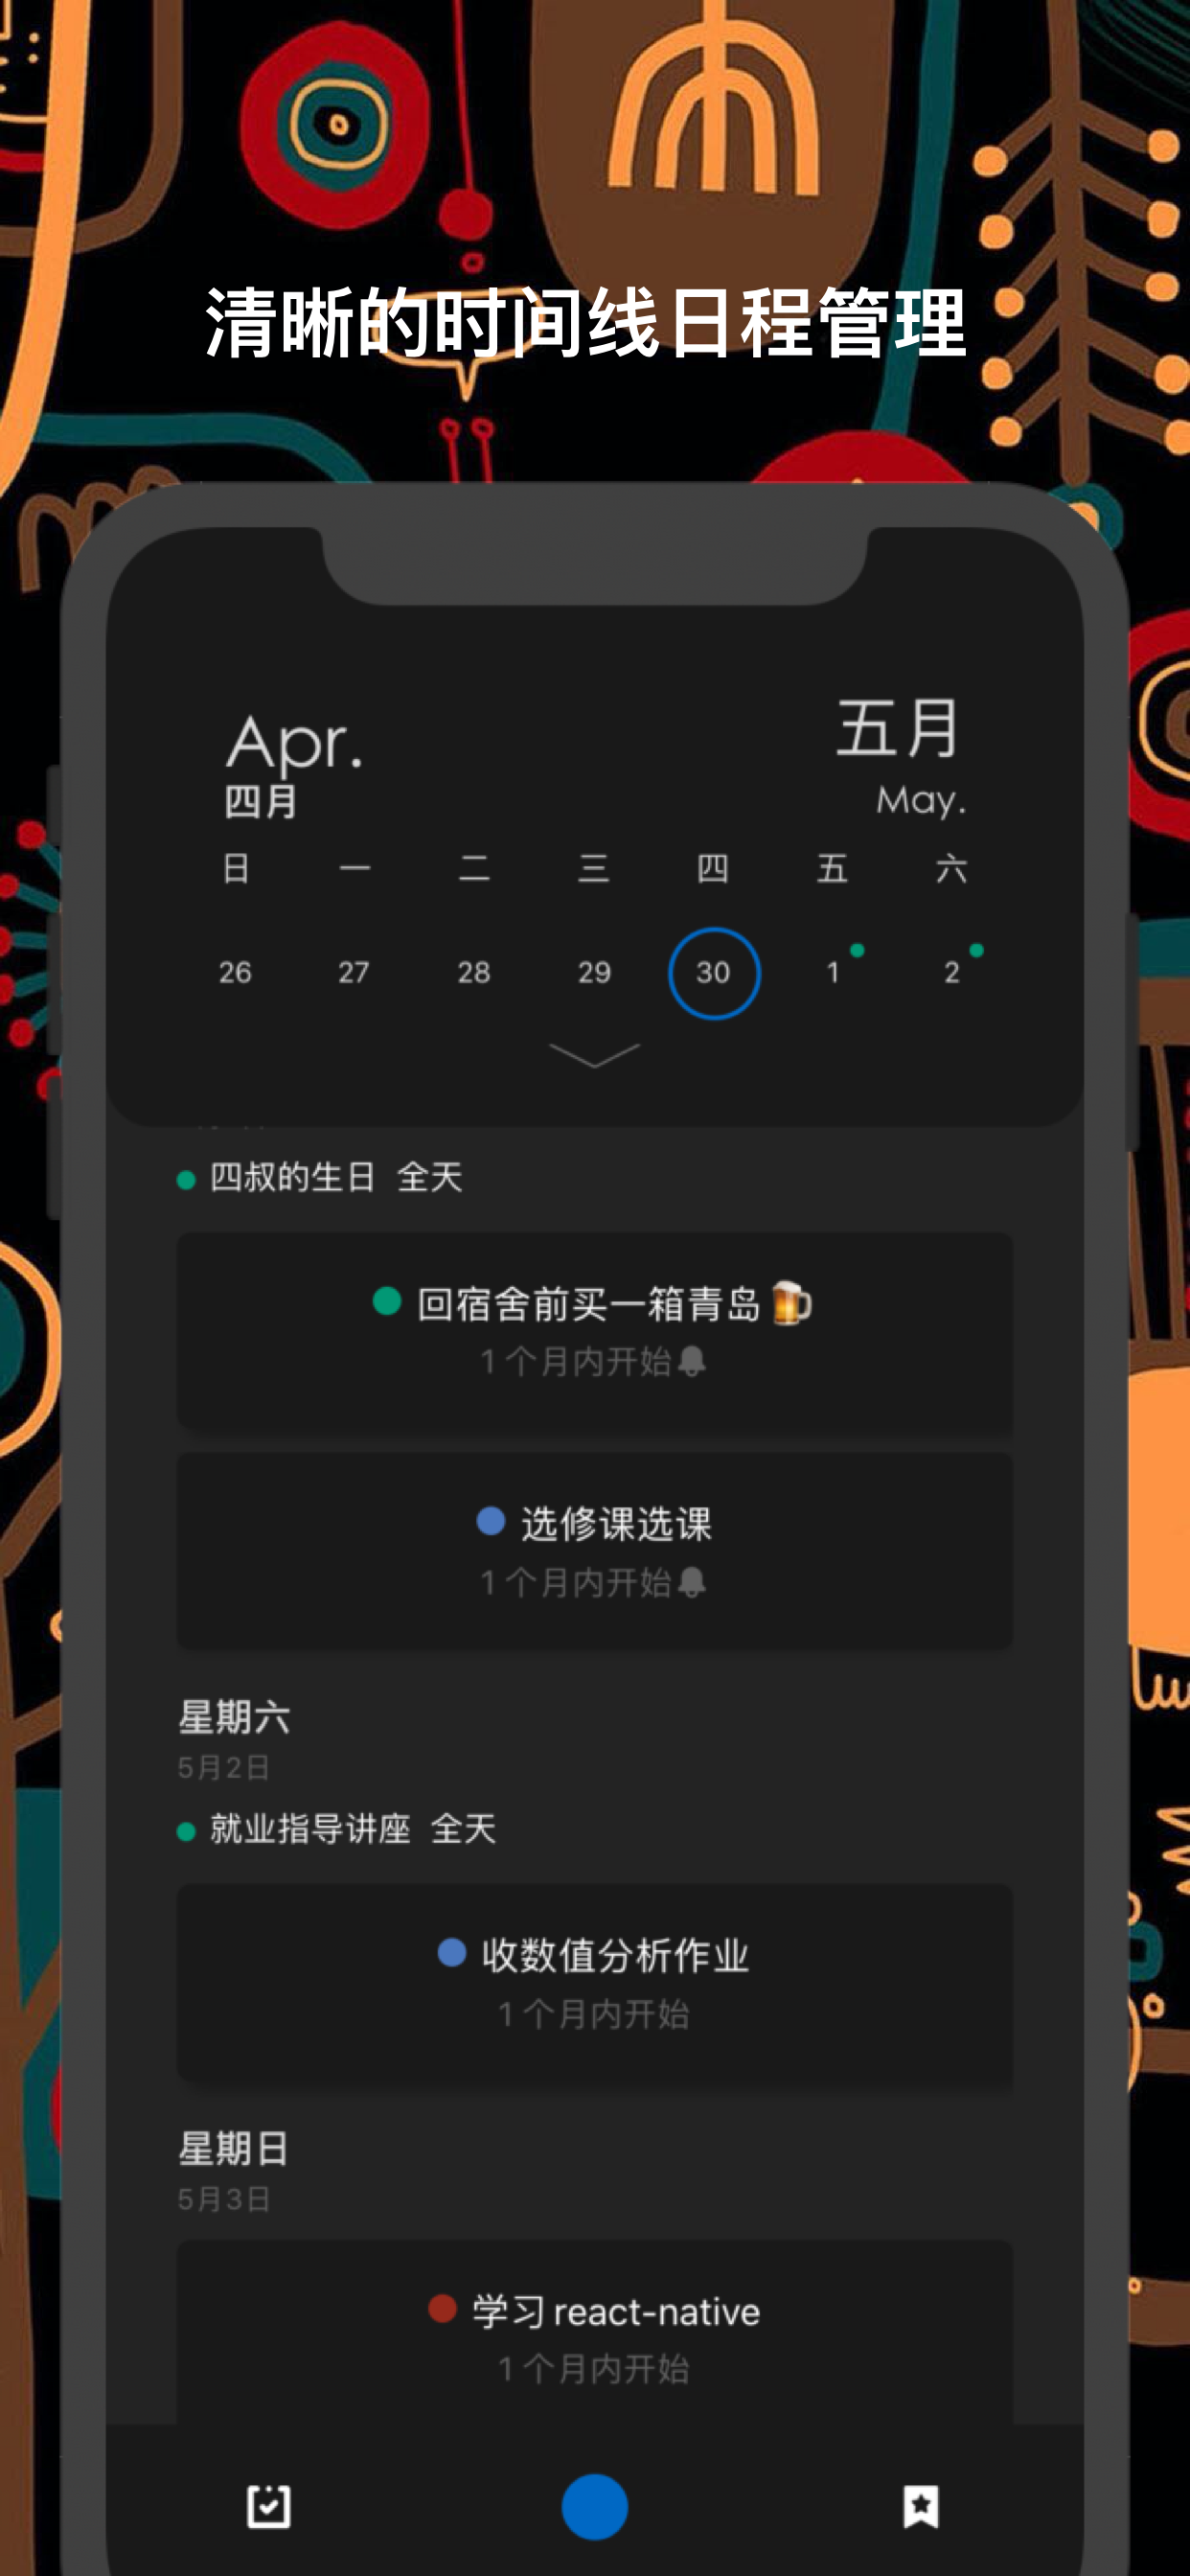 清晰的时间线日程管理
Apr. 五月
四月 May.
日 一 二 三 四 五 六
26 27 28 29 30 1 2
四叔的生日 全天
回宿舍前买一箱青岛🍺
1 个月内开始
选修课选课
1 个月内开始
星期六
5月2日
就业指导讲座 全天
收数值分析作业
1 个月内开始
星期日
5月3日
学习react-native
1 个月内开始